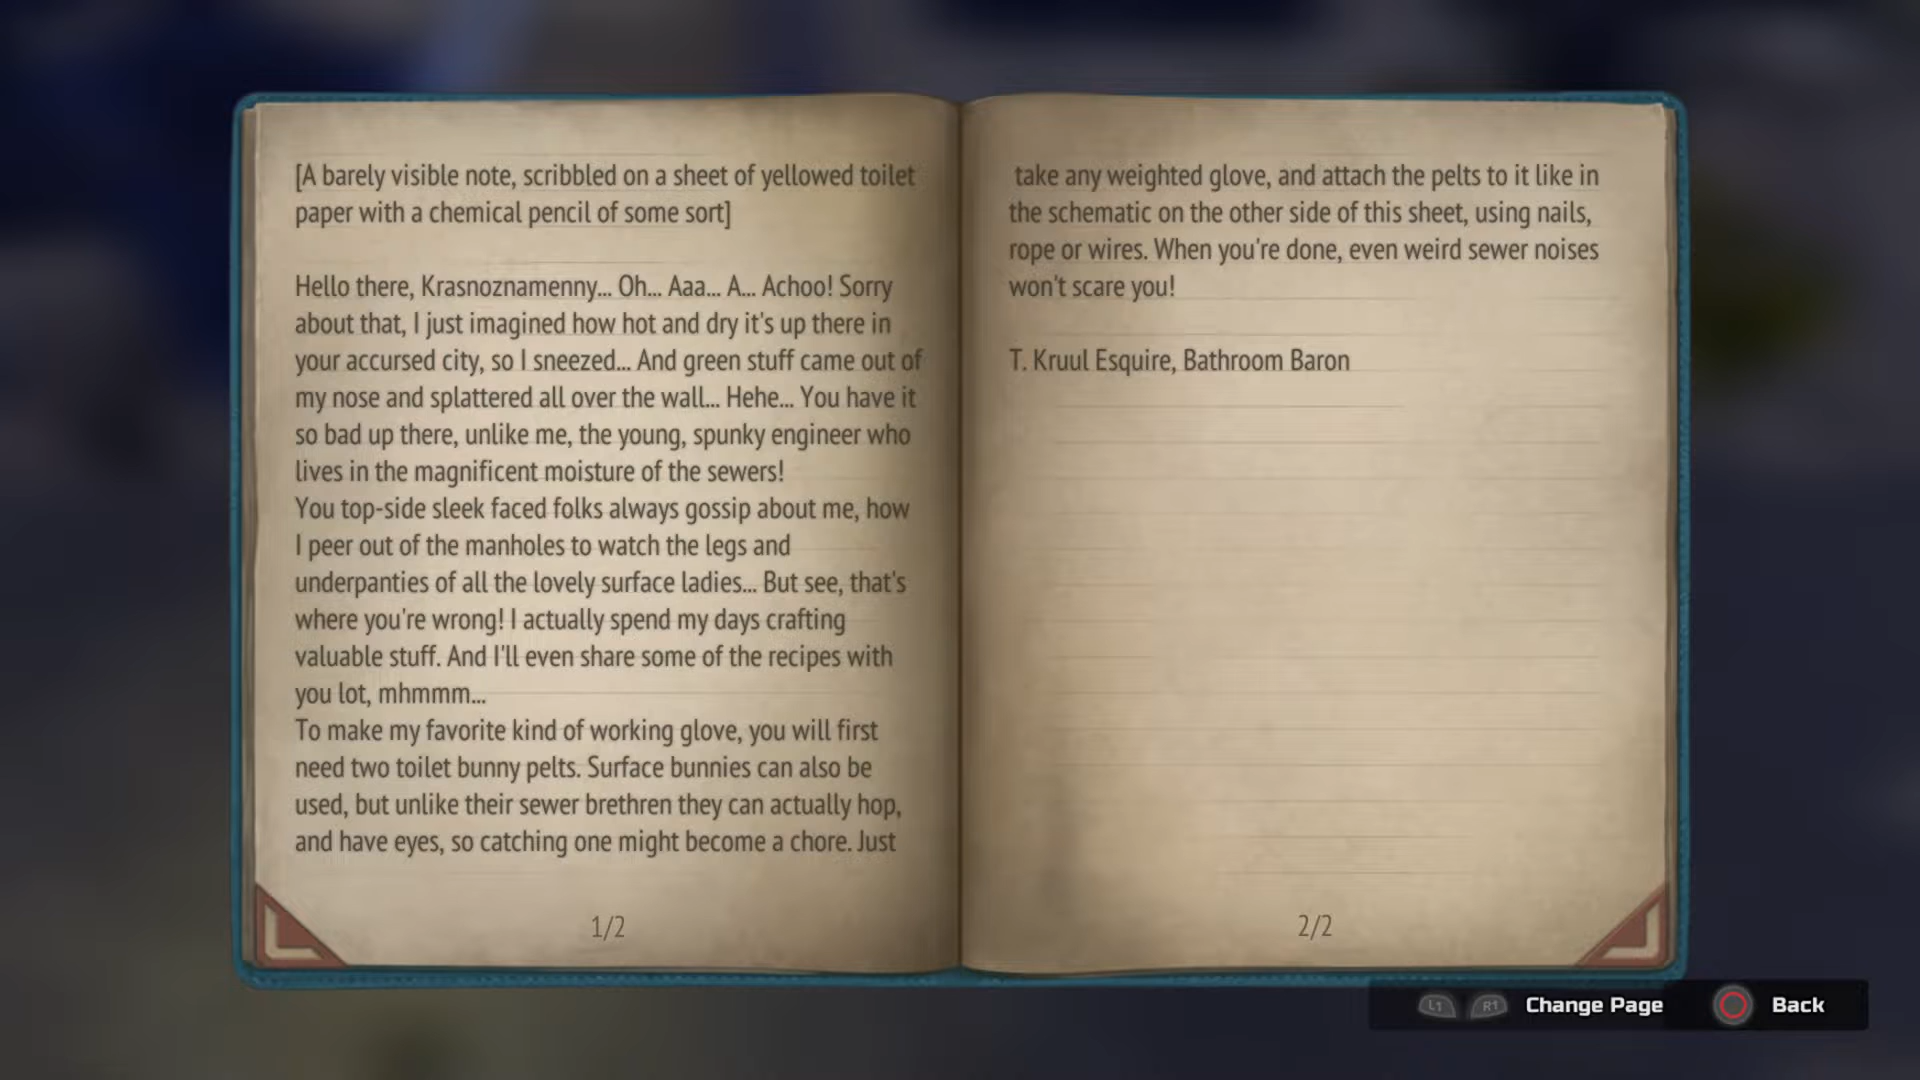 [A barely visible note, scribbled on a sheet of yellowed toilet
paper with a chemical pencil of some sort]
Hello there, Krasnoznamenny... Oh... Aaa... A... Achoo! Sorry
about that, I just imagined how hot and dry it's up there in
your accursed city, so I sneezed... And green stuff came out of
my nose and splattered all over the wall... Hehe... You have it
so bad up there, unlike me, the young, spunky engineer who
lives in the magnificent moisture of the sewers!
You top-side sleek faced folks always gossip about me, how
I peer out of the manholes to watch the legs and
underpanties of all the lovely surface ladies... But see, that's
where you're wrong! I actually spend my days crafting
valuable stuff. And I'll even share some of the recipes with
you lot, mhmmm...
To make my favorite kind of working glove, you will first
need two toilet bunny pelts. Surface bunnies can also be
used, but unlike their sewer brethren they can actually hop,
and have eyes, so catching one might become a chore. Just
1/2
take any weighted glove, and attach the pelts to it like in
the schematic on the other side of this sheet, using nails,
rope or wires. When you're done, even weird sewer noises
won't scare you!
T. Kruul Esquire, Bathroom Baron
2/2
L1 R1 Change Page Back